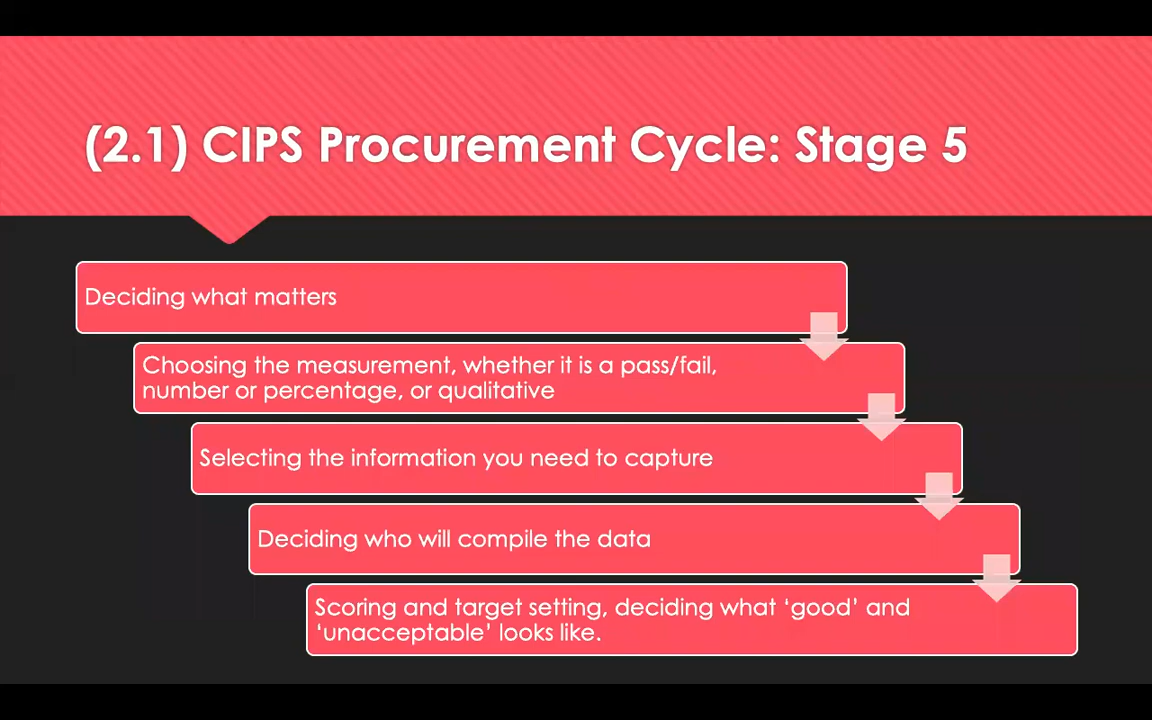 (2.1) CIPS Procurement Cycle: Stage 5
Deciding what matters
Choosing the measurement, whether it is a pass/fail,
number or percentage, or qualitative
Selecting the information you need to capture
Deciding who will compile the data
Scoring and target setting, deciding what ‘good’ and
‘unacceptable’ looks like.